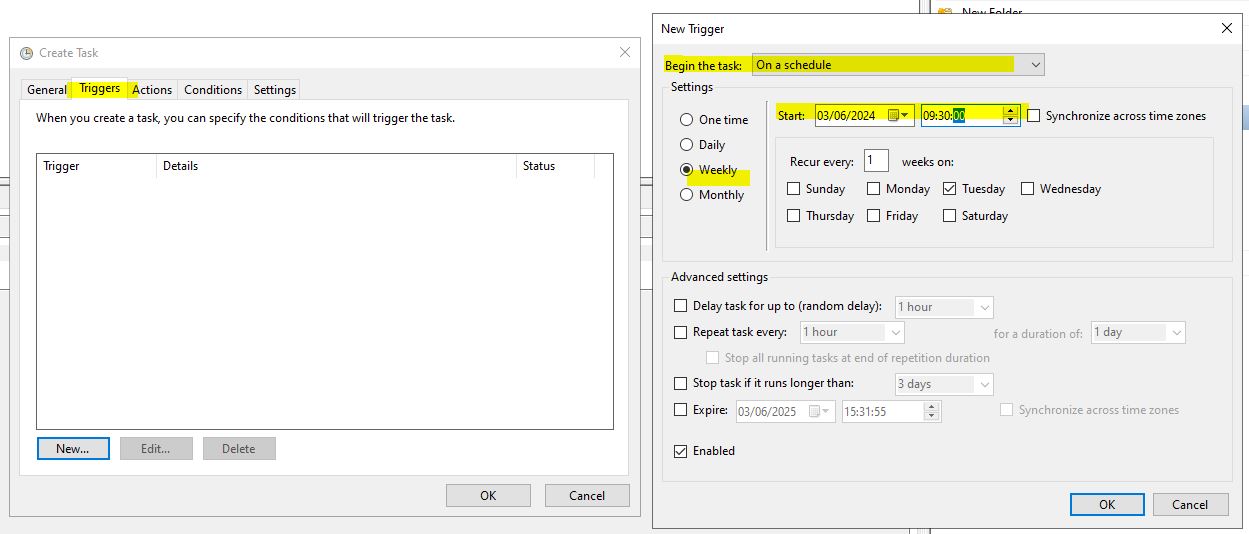 New Folder
Create Task
General Triggers Actions Conditions Settings
When you create a task, you can specify the conditions that will trigger the task.
Trigger Details Status
New... Edit... Delete
OK Cancel
New Trigger
Begin the task: On a schedule
Settings
One time
Daily
Weekly
Monthly
Start: 03/06/2024 09:30:00 Synchronize across time zones
Recur every: 1 weeks on:
Sunday Monday Tuesday Wednesday
Thursday Friday Saturday
Advanced settings
Delay task for up to (random delay): 1 hour
Repeat task every: 1 hour for a duration of: 1 day
Stop all running tasks at end of repetition duration
Stop task if it runs longer than: 3 days
Expire: 03/06/2025 15:31:55 Synchronize across time zones
Enabled
OK Cancel